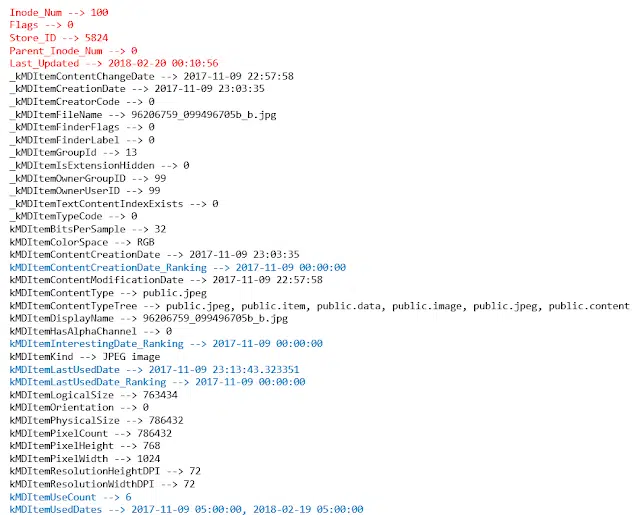 Inode_Num --> 100
Flags --> 0
Store_ID --> 5824
Parent_Inode_Num --> 0
Last_Updated --> 2018-02-20 00:10:56
_kMDItemContentChangeDate --> 2017-11-09 22:57:58
_kMDItemCreationDate --> 2017-11-09 23:03:35
_kMDItemCreatorCode --> 0
_kMDItemFileName --> 96206759_099496705b_b.jpg
_kMDItemFinderFlags --> 0
_kMDItemFinderLabel --> 0
_kMDItemGroupId --> 13
_kMDItemIsExtensionHidden --> 0
_kMDItemOwnerGroupID --> 99
_kMDItemOwnerUserID --> 99
_kMDItemTextContentIndexExists --> 0
_kMDItemTypeCode --> 0
kMDItemBitsPerSample --> 32
kMDItemColorSpace --> RGB
kMDItemContentCreationDate --> 2017-11-09 23:03:35
kMDItemContentCreationDate_Ranking --> 2017-11-09 00:00:00
kMDItemContentModificationDate --> 2017-11-09 22:57:58
kMDItemContentType --> public.jpeg
kMDItemContentTypeTree --> public.jpeg, public.item, public.data, public.image, public.jpeg, public.content
kMDItemDisplayName --> 96206759_099496705b_b.jpg
kMDItemHasAlphaChannel --> 0
kMDItemInterestingDate_Ranking --> 2017-11-09 00:00:00
kMDItemKind --> JPEG image
kMDItemLastUsedDate --> 2017-11-09 23:13:43.323351
kMDItemLastUsedDate_Ranking --> 2017-11-09 00:00:00
kMDItemLogicalSize --> 763434
kMDItemOrientation --> 0
kMDItemPhysicalSize --> 786432
kMDItemPixelCount --> 786432
kMDItemPixelHeight --> 768
kMDItemPixelWidth --> 1024
kMDItemResolutionHeightDPI --> 72
kMDItemResolutionWidthDPI --> 72
kMDItemUseCount --> 6
kMDItemUsedDates --> 2017-11-09 05:00:00, 2018-02-19 05:00:00